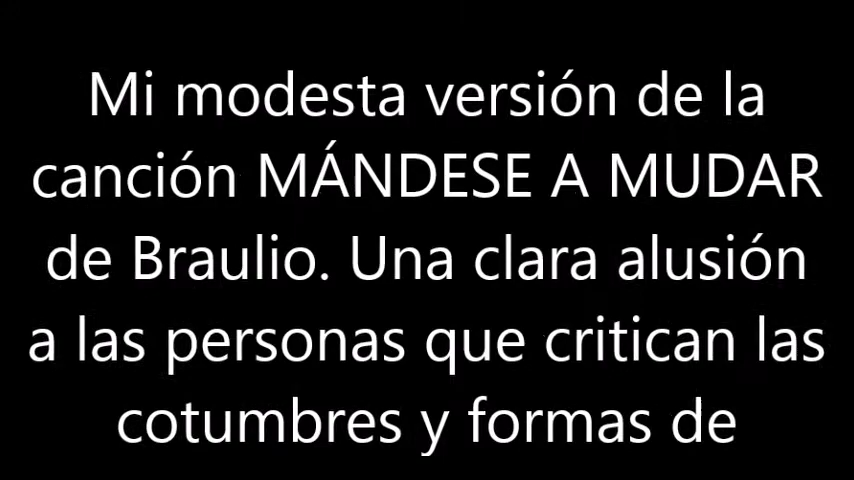 Mi modesta versión de la
canción MÁNDESE A MUDAR
de Braulio. Una clara alusión
a las personas que critican las
cotumbres y formas de